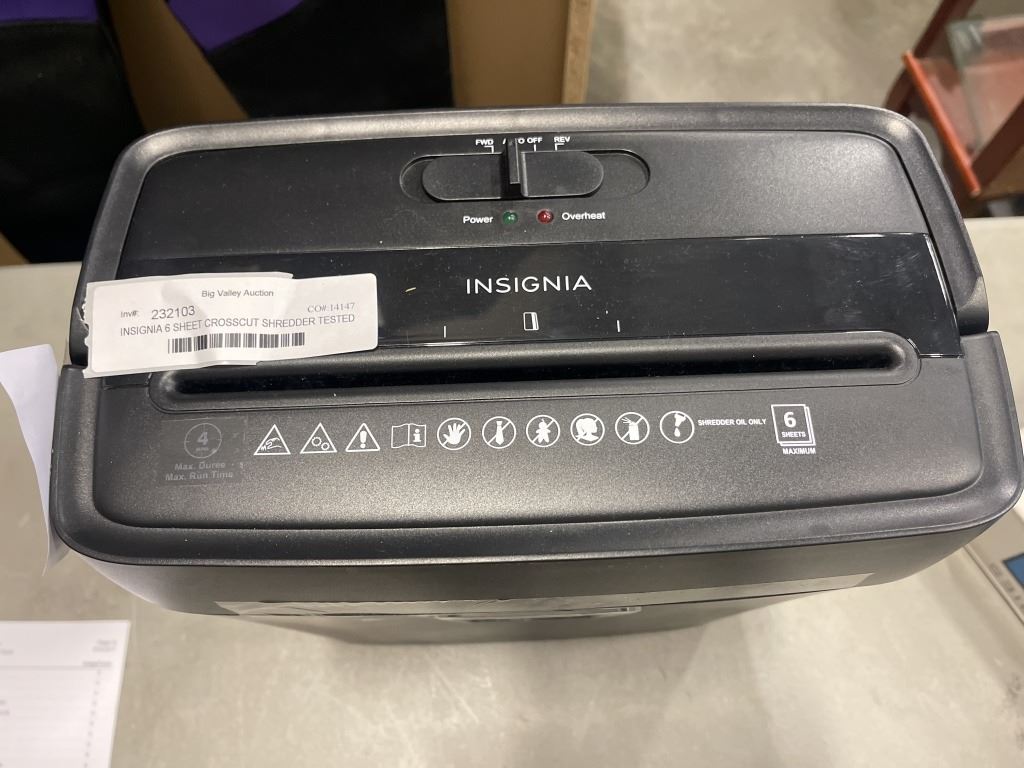 FWD
OFF
REV
Power
Overheat
INSIGNIA
Big Valley Auction
Inv#: 232103
CO#:14147
INSIGNIA 6 SHEET CROSSCUT SHREDDER TESTED
4
Max. Duree
Max. Run Time
SHREDDER OIL ONLY
6
SHEETS
MAXIMUM